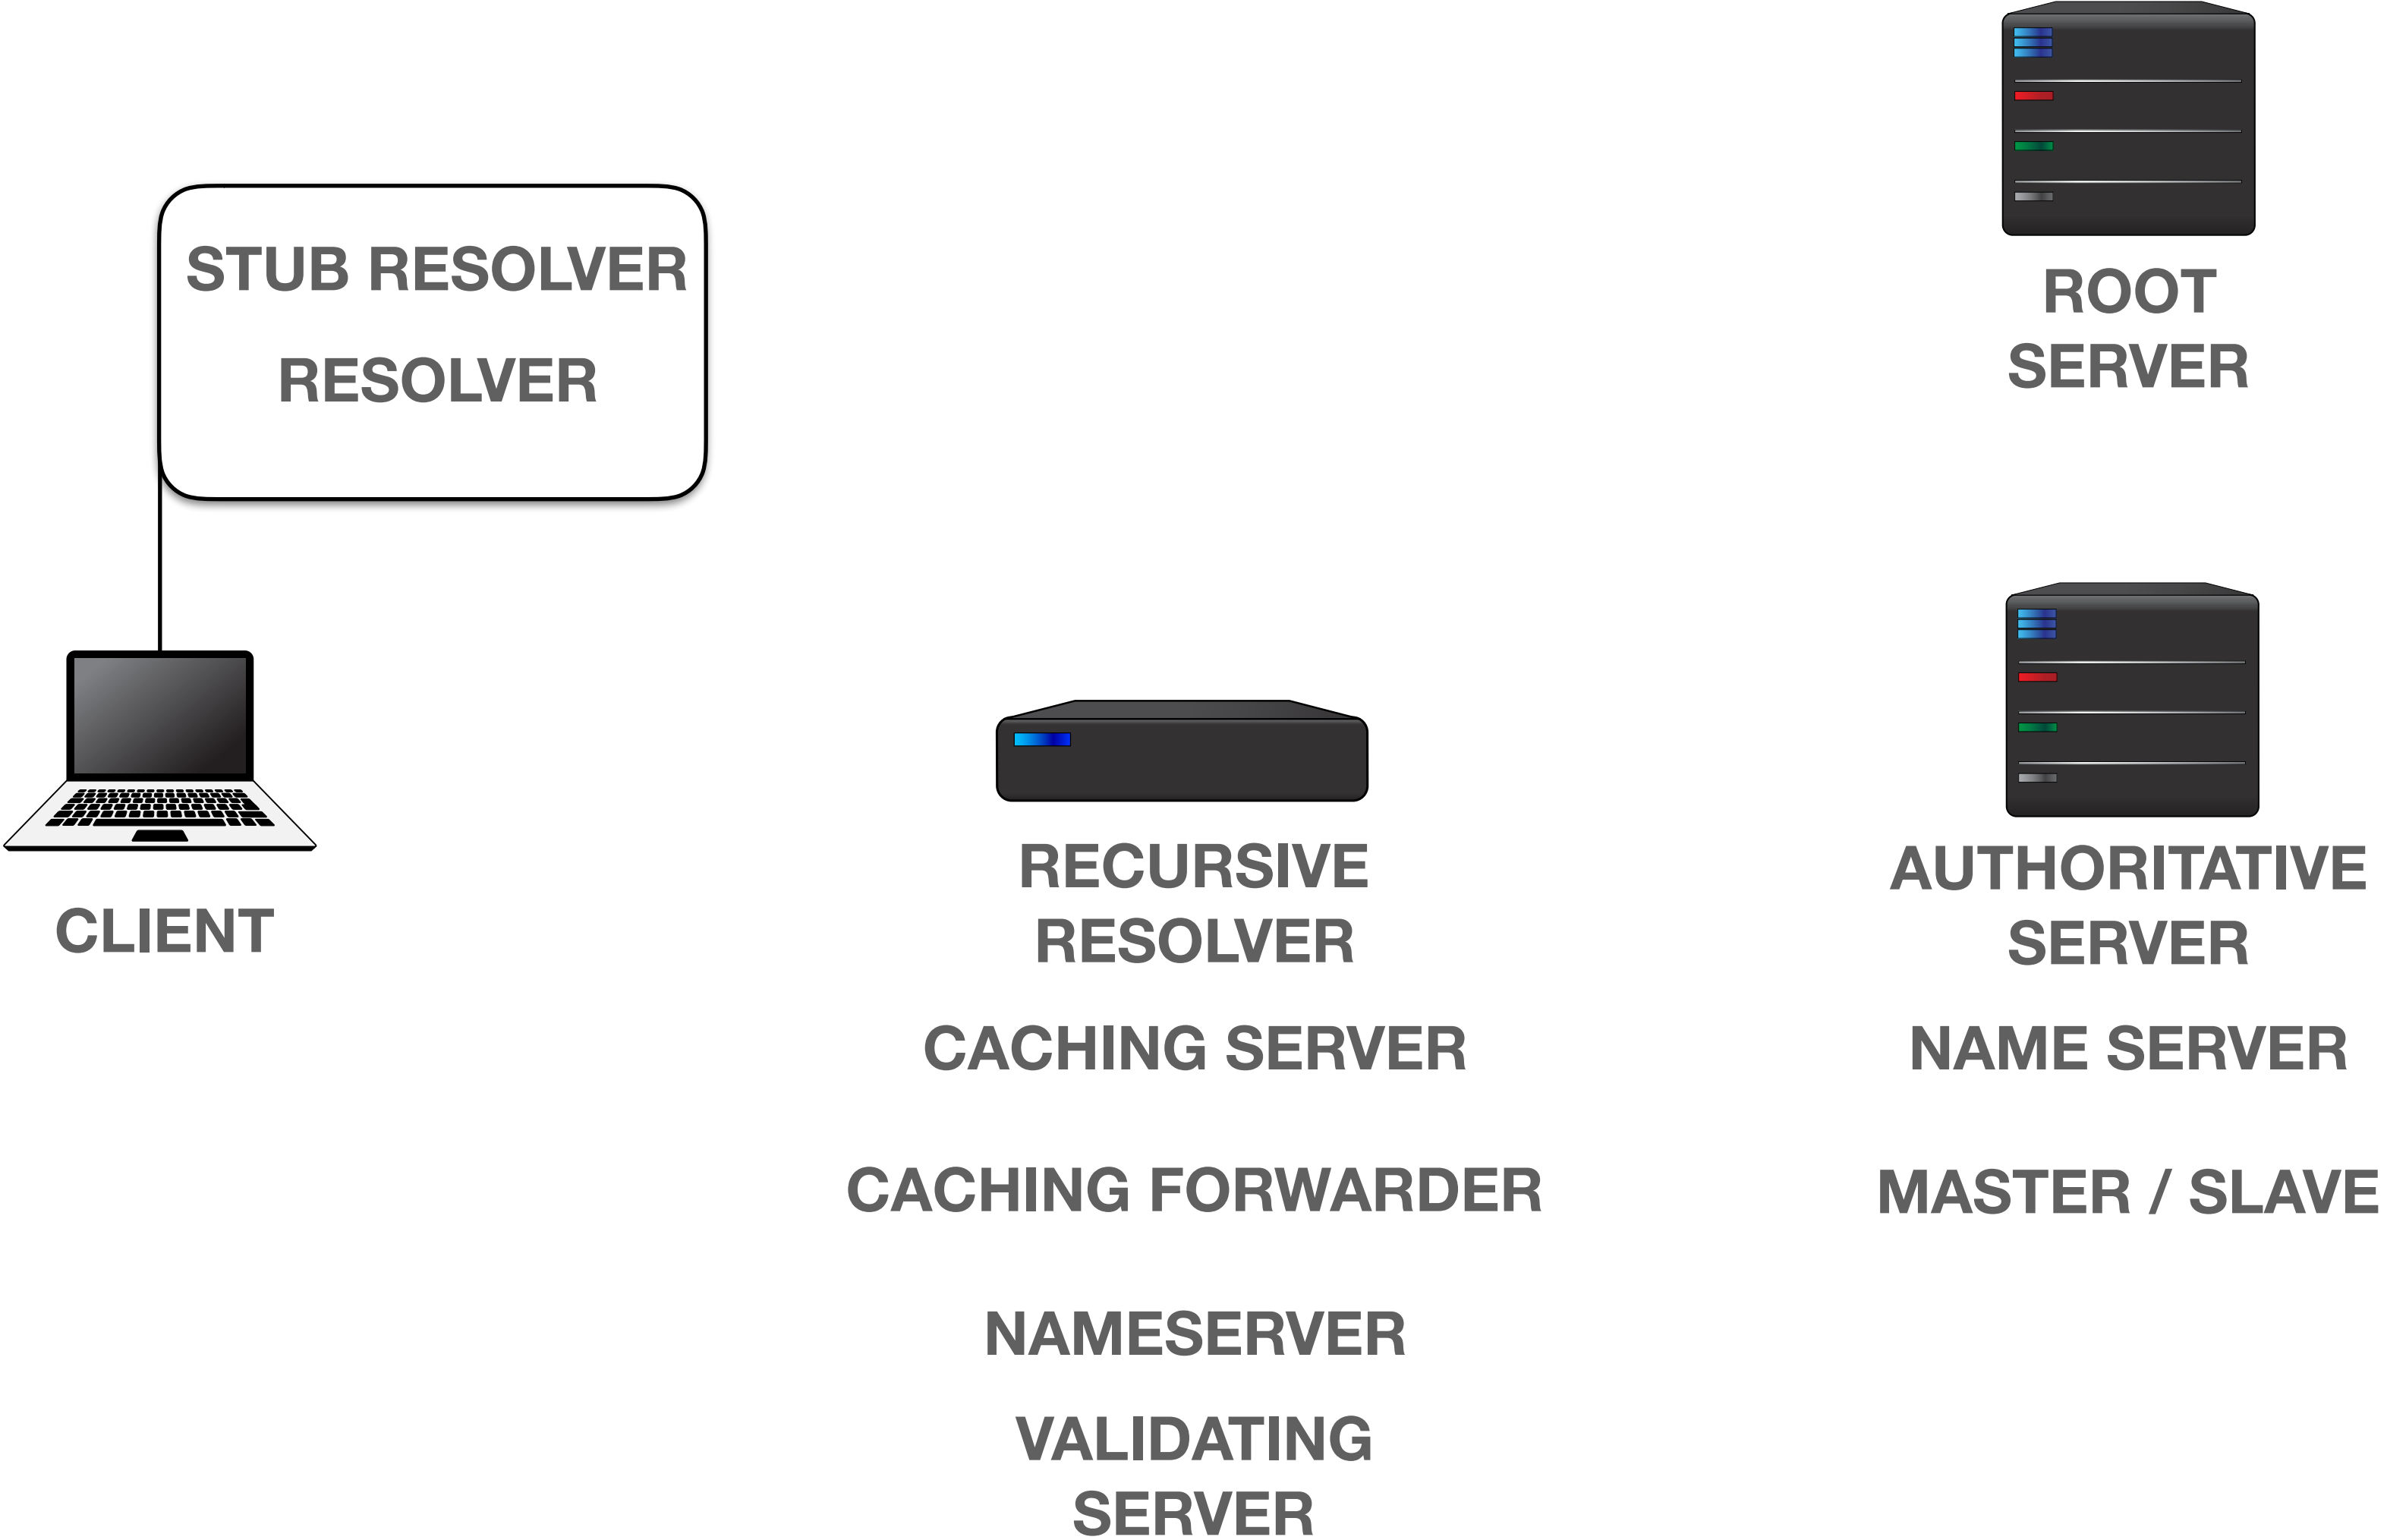 STUB RESOLVER
RESOLVER
CLIENT
RECURSIVE
RESOLVER
CACHING SERVER
CACHING FORWARDER
NAMESERVER
VALIDATING
SERVER
ROOT
SERVER
AUTHORITATIVE
SERVER
NAME SERVER
MASTER / SLAVE